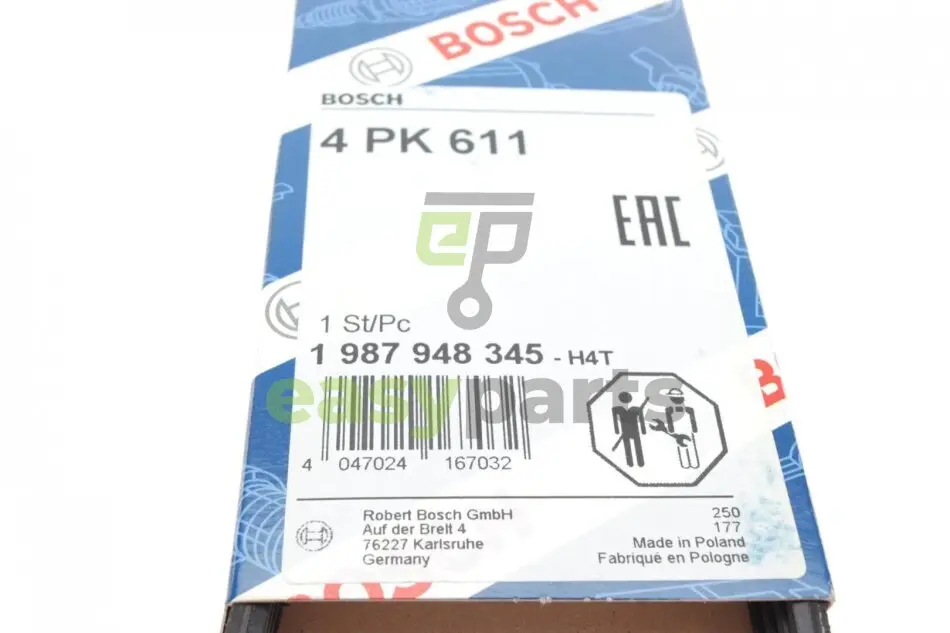 BOSCH
BOSCH
4 PK 611
EAC
ep
1 St/Pc
1 987 948 345 - H4T
easyparts
4 047024 167032
Robert Bosch GmbH
Auf der Breit 4
76227 Karlsruhe
Germany
250
177
Made in Poland
Fabriqué en Pologne